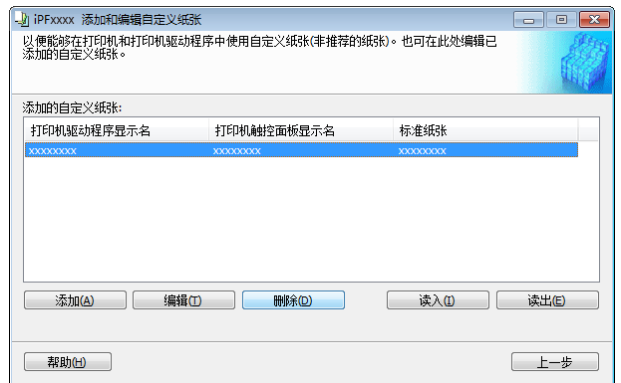 iPFxxxx 添加和编辑自定义纸张
以便能够在打印机和打印机驱动程序中使用自定义纸张(非推荐的纸张)。也可在此处编辑已
添加的自定义纸张。
添加的自定义纸张:
打印机驱动程序显示名 打印机触控面板显示名 标准纸张
xxxxxxxx xxxxxxxx xxxxxxxx
添加(A) 编辑(T) 删除(D) 读入(I) 读出(E)
帮助(H) 上一步